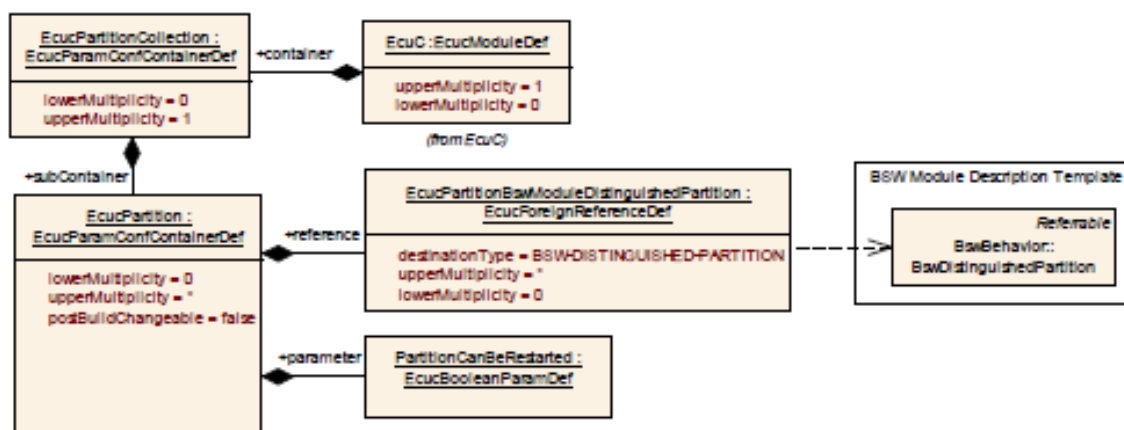 EcucPartitionCollection :
EcucParamConfContainerDef
lowerMultiplicity = 0
upperMultiplicity = 1
+container
EcuC :EcucModuleDef
upperMultiplicity = 1
lowerMultiplicity = 0
(from EcuC)
+subContainer
EcucPartition :
EcucParamConfContainerDef
lowerMultiplicity = 0
upperMultiplicity = *
postBuildChangeable = false
+reference
EcucPartitionBswModuleDistinguishedPartition :
EcucForeignReferenceDef
destinationType = BSW-DISTINGUISHED-PARTITION
upperMultiplicity = *
lowerMultiplicity = 0
BSW Module Description Template
Referrable
BswBehavior::
BswDistinguishedPartition
+parameter
PartitionCanBeRestarted :
EcucBooleanParamDef